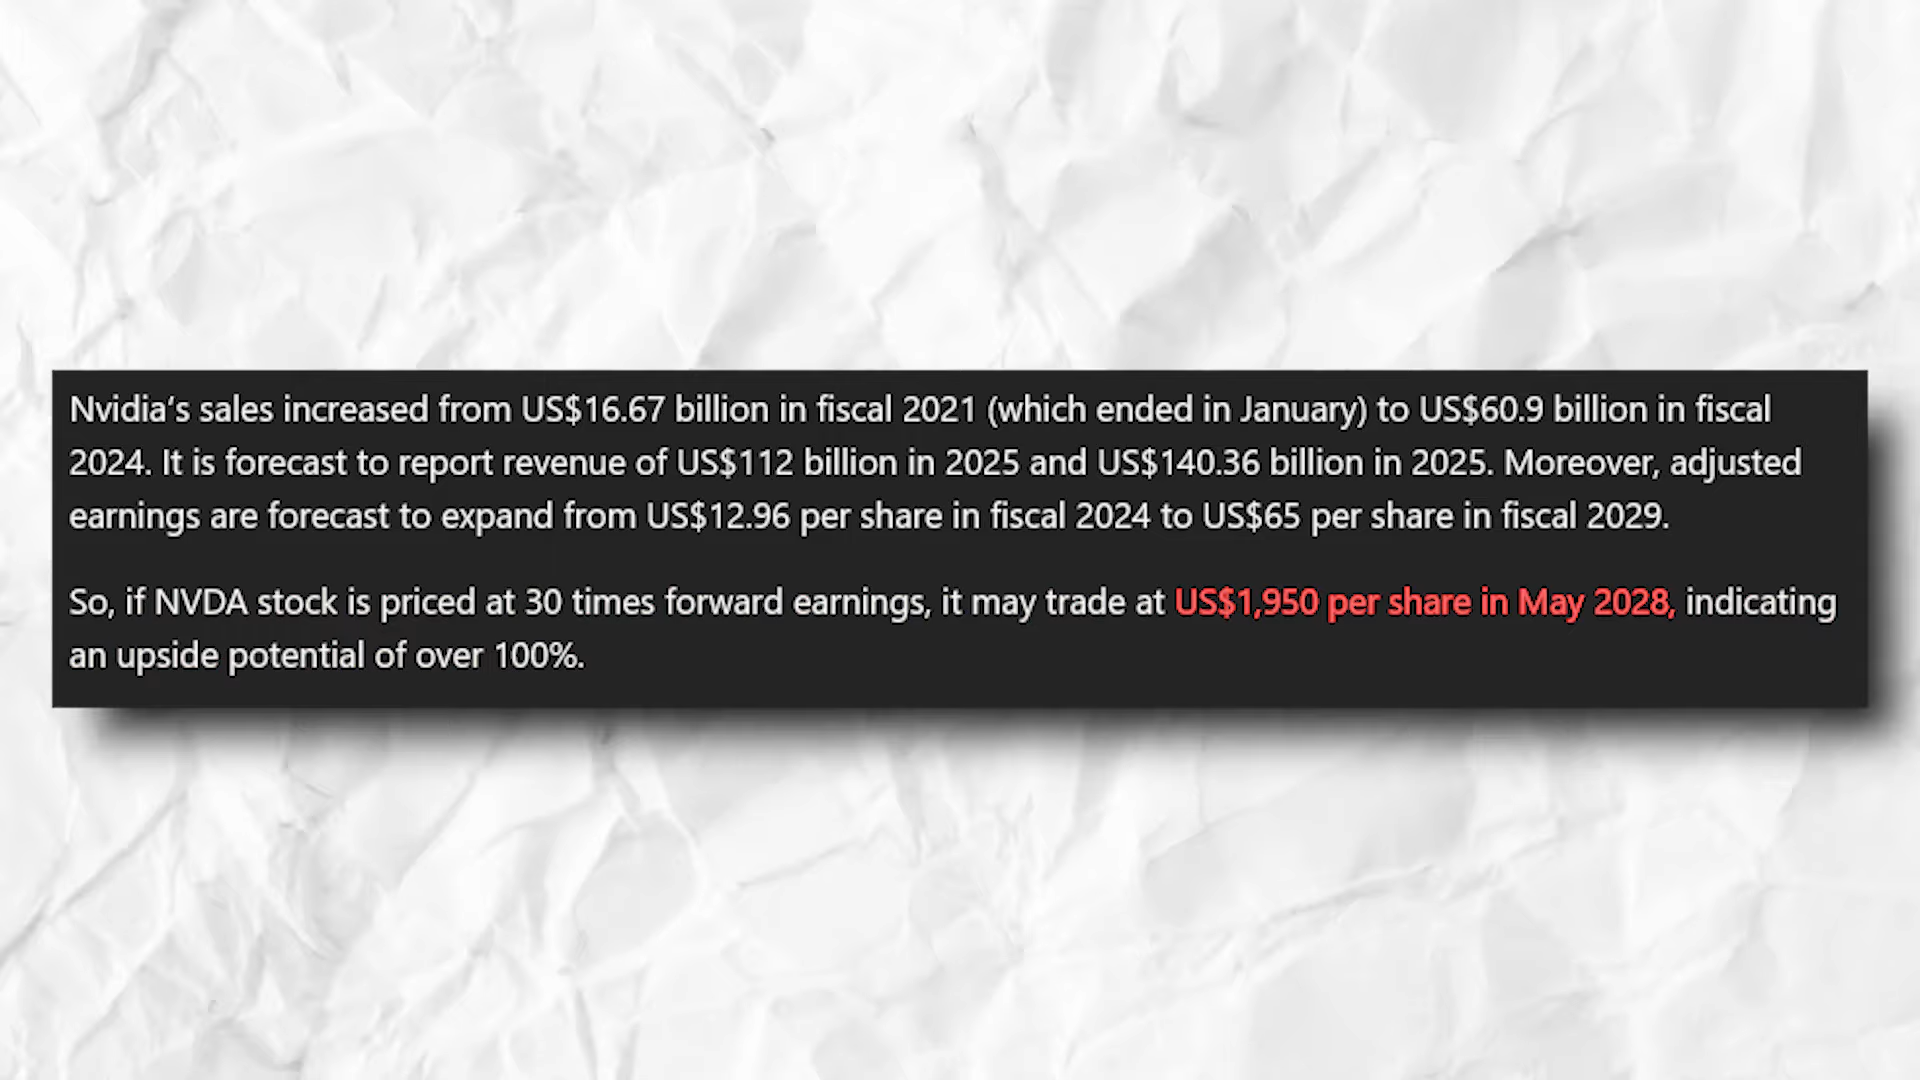 Nvidia‘s sales increased from US$16.67 billion in fiscal 2021 (which ended in January) to US$60.9 billion in fiscal
2024. It is forecast to report revenue of US$112 billion in 2025 and US$140.36 billion in 2025. Moreover, adjusted
earnings are forecast to expand from US$12.96 per share in fiscal 2024 to US$65 per share in fiscal 2029.
So, if NVDA stock is priced at 30 times forward earnings, it may trade at US$1,950 per share in May 2028, indicating
an upside potential of over 100%.